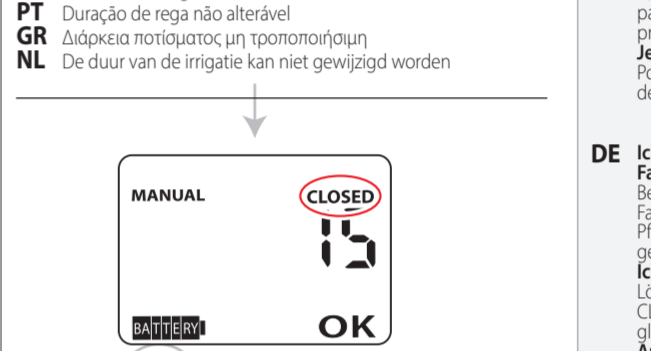 PT Duração de rega não alterável
GR Διάρκεια ποτίσματος μη τροποποιήσιμη
NL De duur van de irrigatie kan niet gewijzigd worden
MANUAL
CLOSED
15
BATTERY
OK
DE